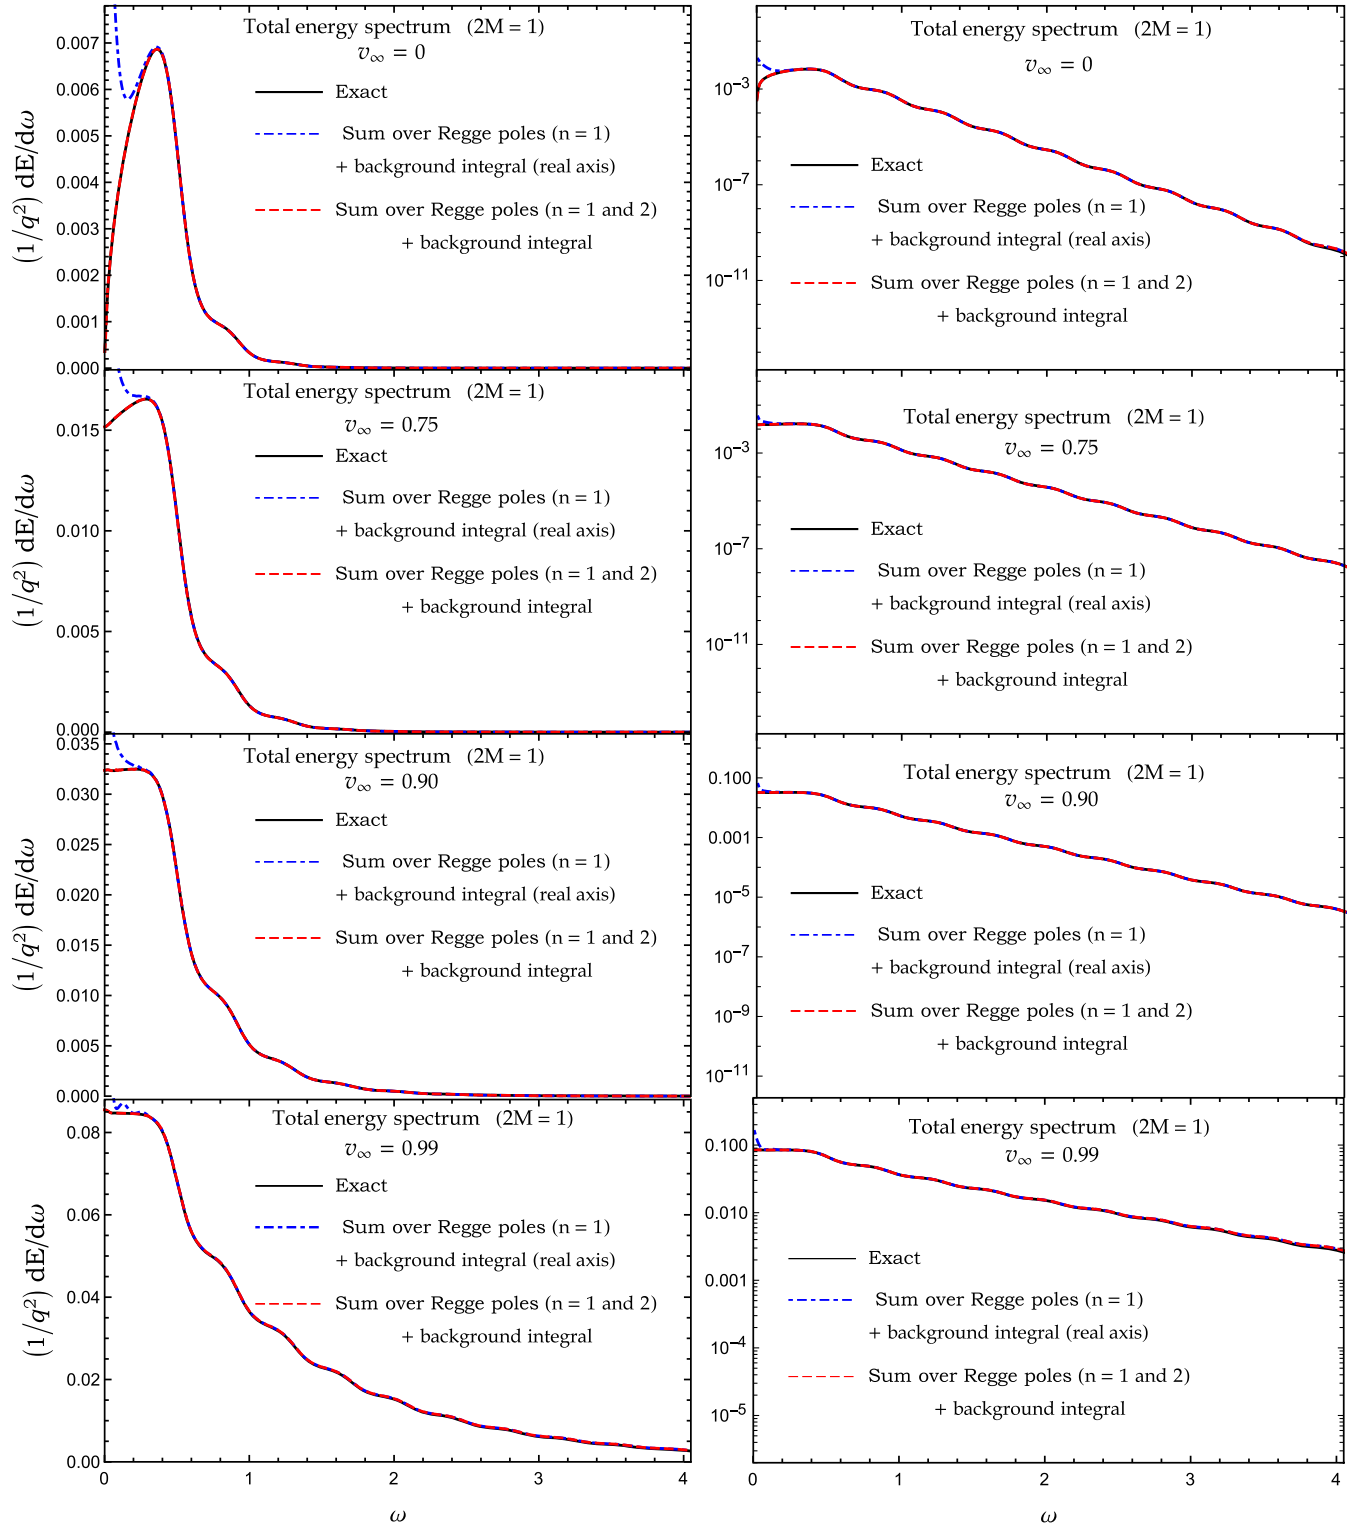 Total energy spectrum (2M = 1)
v∞ = 0
Exact
Sum over Regge poles (n = 1)
+ background integral (real axis)
Sum over Regge poles (n = 1 and 2)
+ background integral
(1/q²) dE/dω
0.007
0.006
0.005
0.004
0.003
0.002
0.001
0.000
Total energy spectrum (2M = 1)
v∞ = 0
Exact
Sum over Regge poles (n = 1)
+ background integral (real axis)
Sum over Regge poles (n = 1 and 2)
+ background integral
10⁻³
10⁻⁷
10⁻¹¹
Total energy spectrum (2M = 1)
v∞ = 0.75
Exact
Sum over Regge poles (n = 1)
+ background integral (real axis)
Sum over Regge poles (n = 1 and 2)
+ background integral
(1/q²) dE/dω
0.015
0.010
0.005
0.000
Total energy spectrum (2M = 1)
v∞ = 0.75
Exact
Sum over Regge poles (n = 1)
+ background integral (real axis)
Sum over Regge poles (n = 1 and 2)
+ background integral
10⁻³
10⁻⁷
10⁻¹¹
Total energy spectrum (2M = 1)
v∞ = 0.90
Exact
Sum over Regge poles (n = 1)
+ background integral (real axis)
Sum over Regge poles (n = 1 and 2)
+ background integral
(1/q²) dE/dω
0.035
0.030
0.025
0.020
0.015
0.010
0.005
0.000
Total energy spectrum (2M = 1)
v∞ = 0.90
Exact
Sum over Regge poles (n = 1)
+ background integral (real axis)
Sum over Regge poles (n = 1 and 2)
+ background integral
0.100
0.001
10⁻⁵
10⁻⁷
10⁻⁹
10⁻¹¹
Total energy spectrum (2M = 1)
v∞ = 0.99
Exact
Sum over Regge poles (n = 1)
+ background integral (real axis)
Sum over Regge poles (n = 1 and 2)
+ background integral
(1/q²) dE/dω
0.08
0.06
0.04
0.02
0.00
0 1 2 3 4
ω
Total energy spectrum (2M = 1)
v∞ = 0.99
Exact
Sum over Regge poles (n = 1)
+ background integral (real axis)
Sum over Regge poles (n = 1 and 2)
+ background integral
0.100
0.010
0.001
10⁻⁴
10⁻⁵
0 1 2 3 4
ω